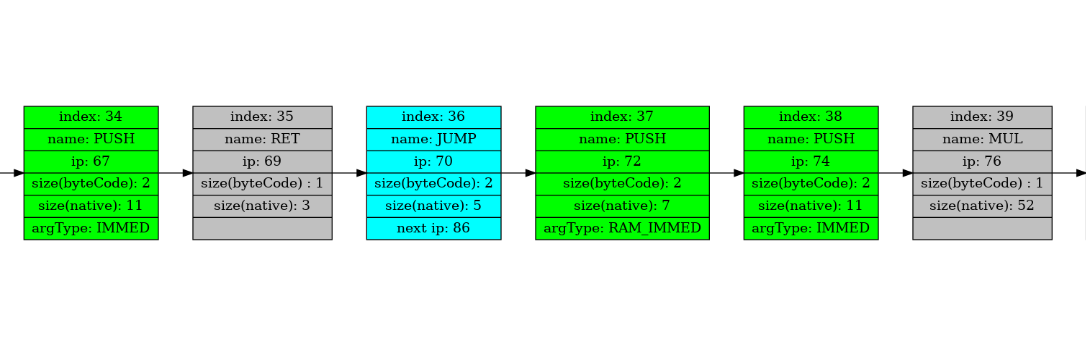 index: 34
name: PUSH
ip: 67
size(byteCode): 2
size(native): 11
argType: IMMED
index: 35
name: RET
ip: 69
size(byteCode) : 1
size(native): 3
index: 36
name: JUMP
ip: 70
size(byteCode): 2
size(native): 5
next ip: 86
index: 37
name: PUSH
ip: 72
size(byteCode): 2
size(native): 7
argType: RAM_IMMED
index: 38
name: PUSH
ip: 74
size(byteCode): 2
size(native): 11
argType: IMMED
index: 39
name: MUL
ip: 76
size(byteCode) : 1
size(native): 52